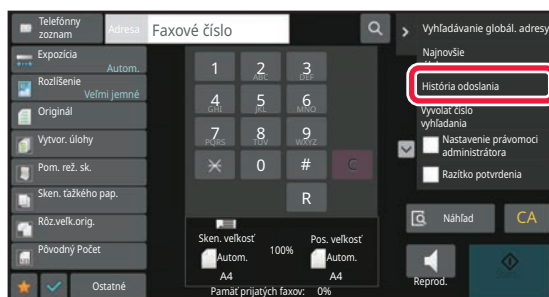 Telefónny
zoznam
Adresa
Faxové číslo
Vyhľadávanie globál. adresy
Expozícia
Autom.
Rozlíšenie
Veľmi jemné
Originál
Vytvor. úlohy
Pom. rež. sk.
Sken. ťažkého pap.
Rôz.veľk.orig.
Pôvodný Počet
Ostatné
1
2
ABC
3
DEF
4
GHI
5
JKL
6
MNO
7
PQRS
8
TUV
9
WXYZ
0
#
C
R
Sken. veľkosť
100%
Pos. veľkosť
Autom.
A4
Autom.
A4
Pamäť prijatých faxov: 0%
Najnovšie
História odoslania
Vyvolať číslo
vyhľadania
Nastavenie právomoci
administrátora
Razítko potvrdenia
Náhľad
CA
Reprod.